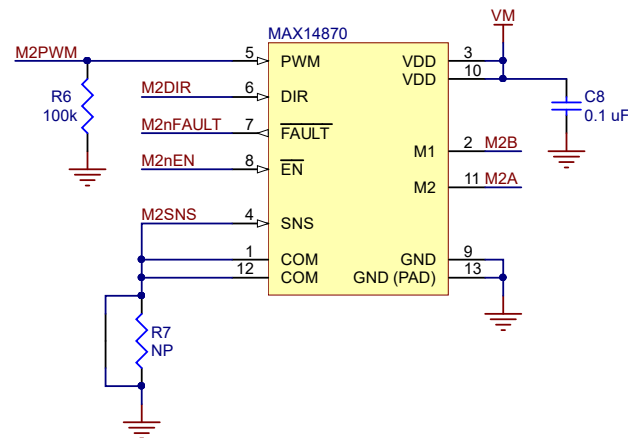 MAX14870
VM
M2PWM 5 PWM VDD 3
VDD 10
R6
100k
M2DIR 6 DIR
C8
0.1 uF
M2nFAULT 7 FAULT
M1 2 M2B
M2nEN 8 EN
M2 11 M2A
M2SNS 4 SNS
1 COM GND 9
12 COM GND (PAD) 13
R7
NP